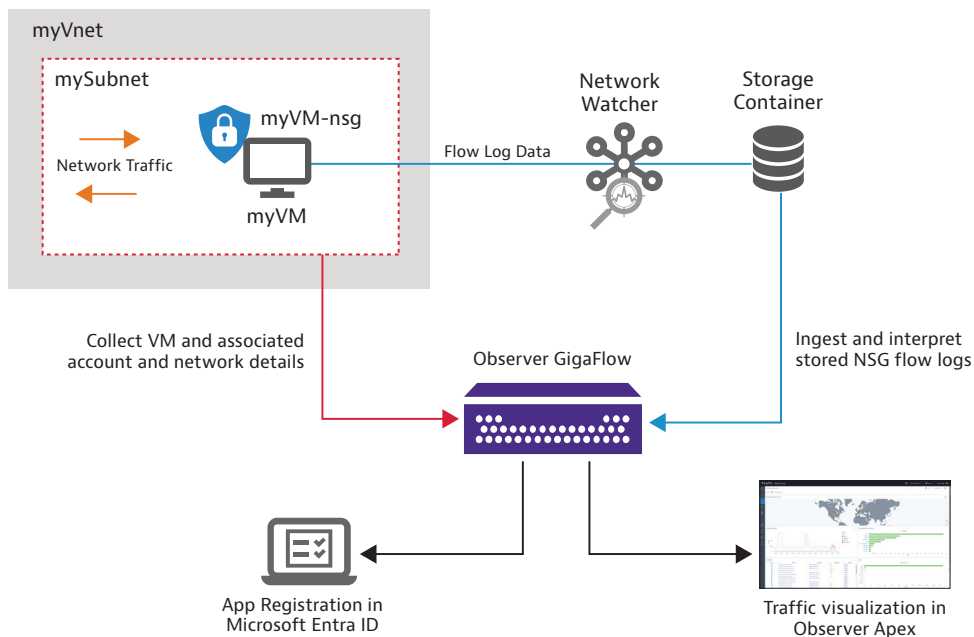 myVnet
mySubnet
myVM-nsg
Network Traffic
myVM
Flow Log Data
Network
Watcher
Storage
Container
Collect VM and associated
account and network details
Observer GigaFlow
Ingest and interpret
stored NSG flow logs
App Registration in
Microsoft Entra ID
Traffic visualization in
Observer Apex